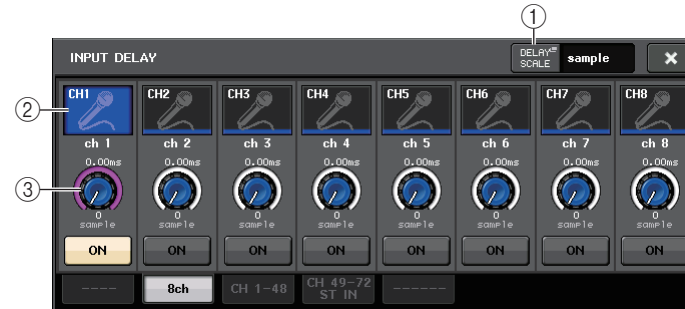 1
INPUT DELAY
DELAY SCALE
sample
×
2
CH1 CH2 CH3 CH4 CH5 CH6 CH7 CH8
ch 1 ch 2 ch 3 ch 4 ch 5 ch 6 ch 7 ch 8
0.00ms 0.00ms 0.00ms 0.00ms 0.00ms 0.00ms 0.00ms 0.00ms
3
0 0 0 0 0 0 0 0
sample sample sample sample sample sample sample sample
ON ON ON ON ON ON ON ON
---- 8ch CH 1-48 CH 49-72 ------
ST IN